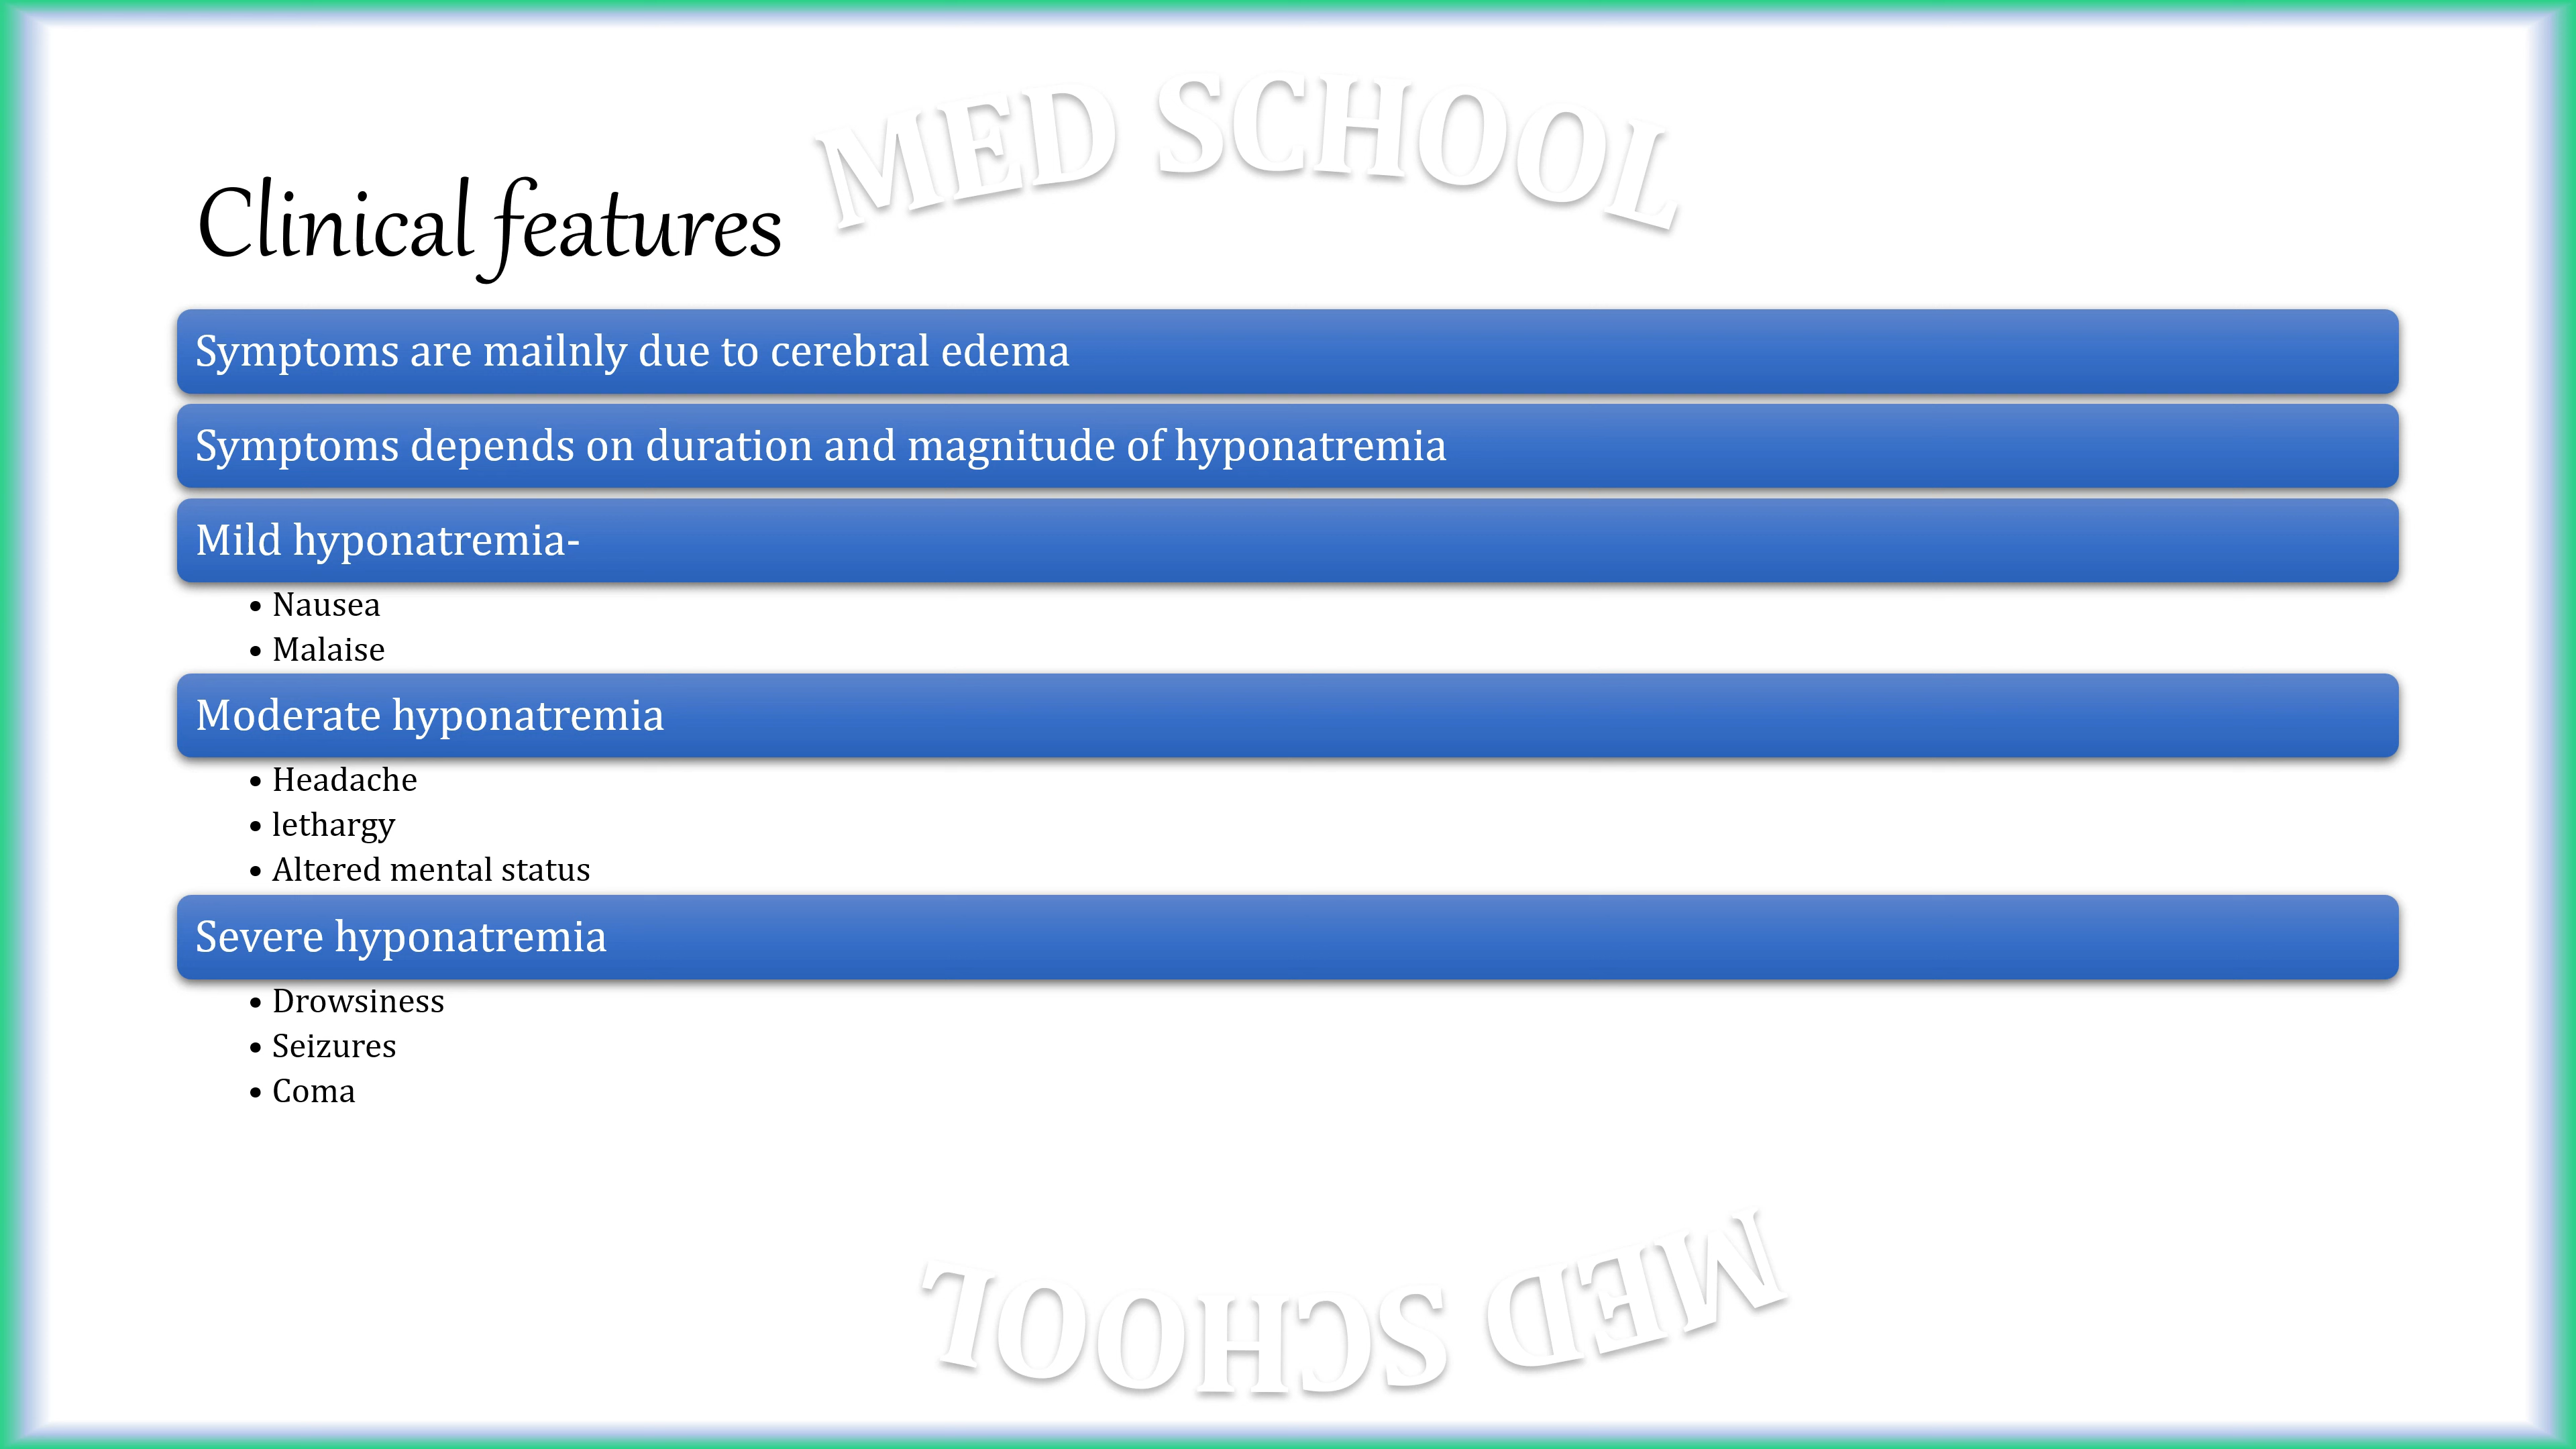 MED SCHOOL
Clinical features
Symptoms are mailnly due to cerebral edema
Symptoms depends on duration and magnitude of hyponatremia
Mild hyponatremia-
• Nausea
• Malaise
Moderate hyponatremia
• Headache
• lethargy
• Altered mental status
Severe hyponatremia
• Drowsiness
• Seizures
• Coma
MED SCHOOL